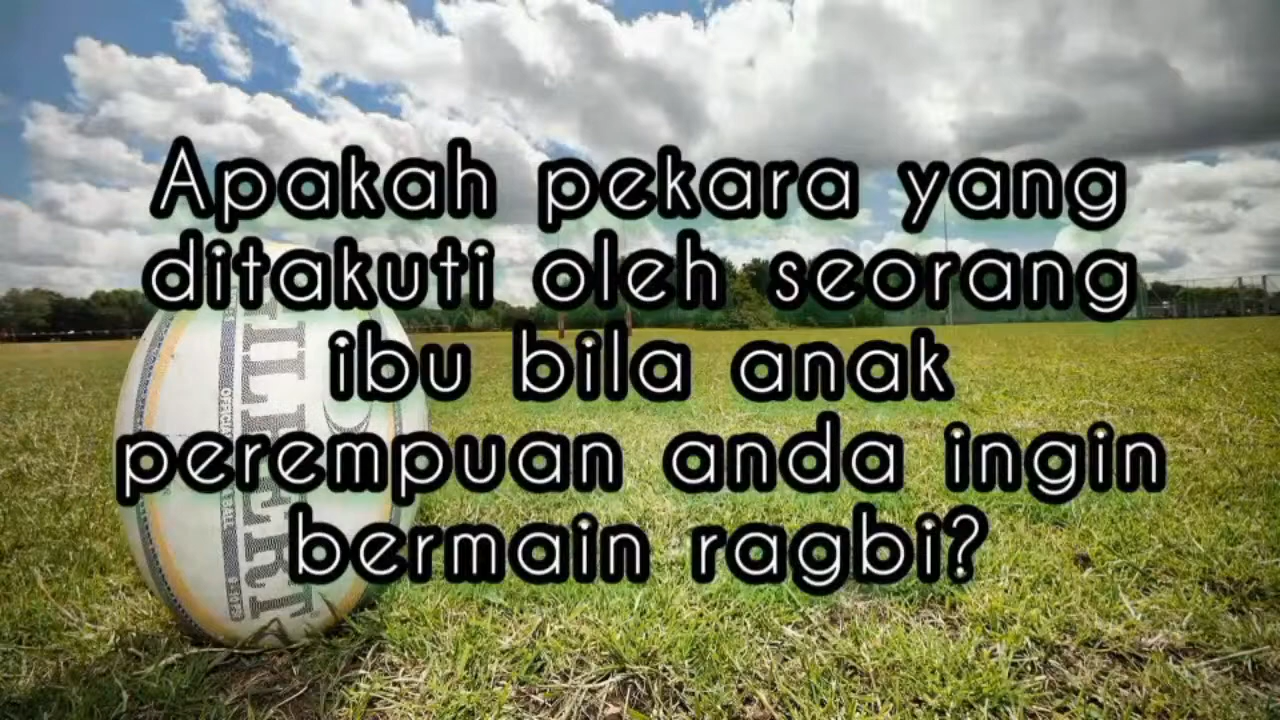 Apakah pekara yang
ditakuti oleh seorang
ibu bila anak
perempuan anda ingin
bermain ragbi?